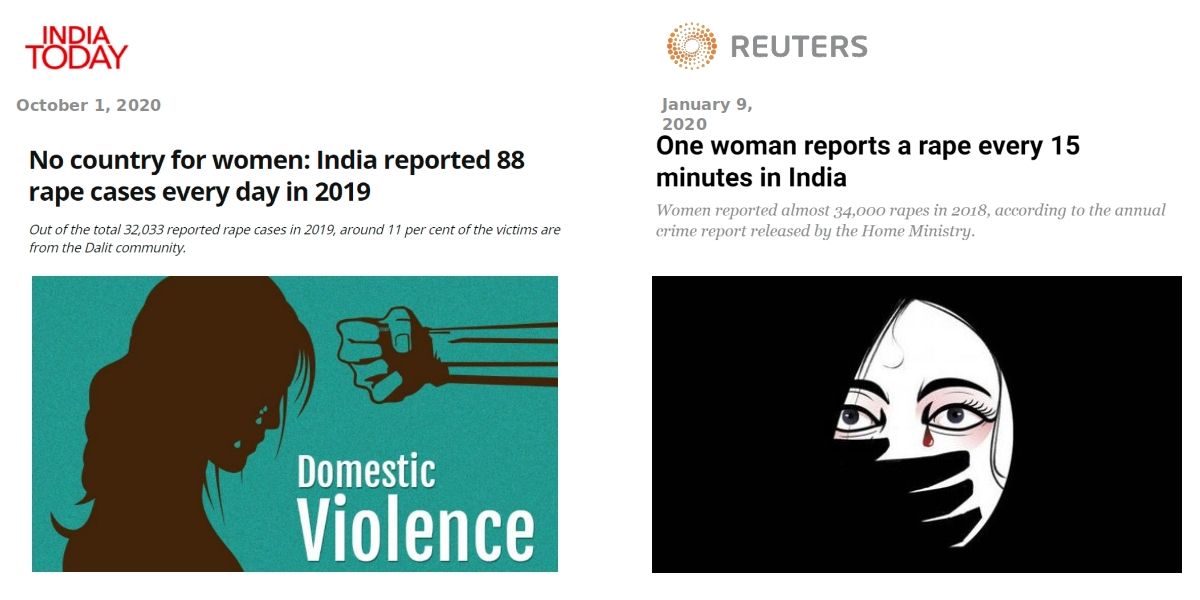 INDIA
TODAY
October 1, 2020
No country for women: India reported 88
rape cases every day in 2019
Out of the total 32,033 reported rape cases in 2019, around 11 per cent of the victims are
from the Dalit community.
Domestic
Violence
REUTERS
January 9,
2020
One woman reports a rape every 15
minutes in India
Women reported almost 34,000 rapes in 2018, according to the annual
crime report released by the Home Ministry.